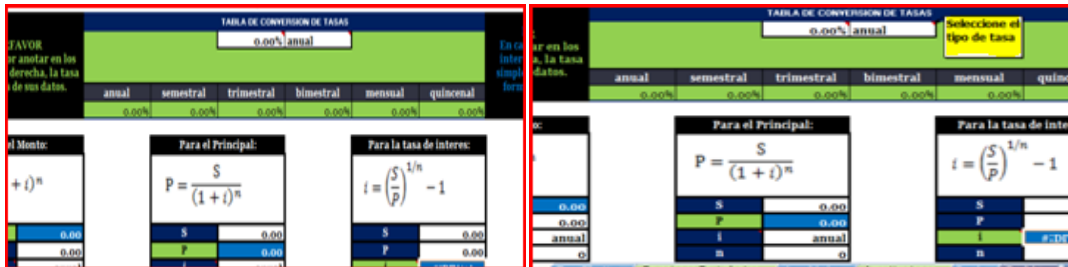 TABLA DE CONVERSION DE TASAS
0.00% anual
FAVOR
or anotar en los
derecha, la tasa
de sus datos.
En ca
inter
simpl
form
anual semestral trimestral bimestral mensual quincenal
0.00% 0.00% 0.00% 0.00% 0.00% 0.00%
el Monto: Para el Principal: Para la tasa de interes:
+ i)^n P = S/(1 + i)^n i = (S/P)^1/n − 1
0.00 S 0.00 S 0.00
0.00 P 0.00 P 0.00
i i
TABLA DE CONVERSION DE TASAS
0.00% anual
Seleccione el
tipo de tasa
ar en los
a, la tasa
datos.
anual semestral trimestral bimestral mensual quinc
0.00% 0.00% 0.00% 0.00% 0.00%
o: Para el Principal: Para la tasa de inte
P = S/(1 + i)^n i = (S/P)^1/n − 1
0.00 S 0.00 S
0.00 P 0.00 P
anual i anual i #¡DI
0 n 0 n